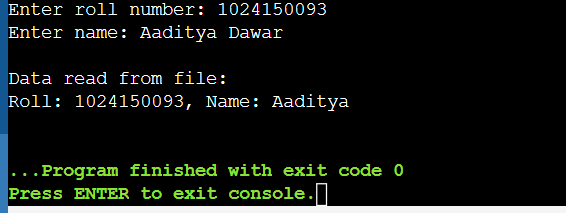 Enter roll number: 1024150093
Enter name: Aaditya Dawar
Data read from file:
Roll: 1024150093, Name: Aaditya
...Program finished with exit code 0
Press ENTER to exit console.